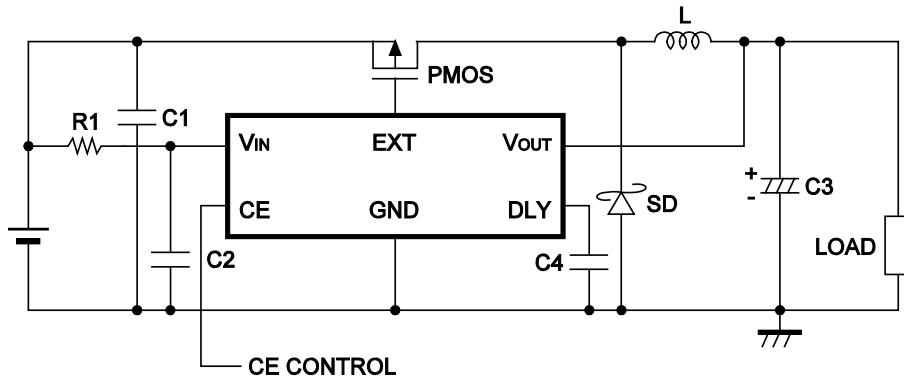 L
PMOS
C1
R1
VIN
EXT
VOUT
+
-
C3
CE
GND
DLY
SD
C2
C4
LOAD
CE CONTROL